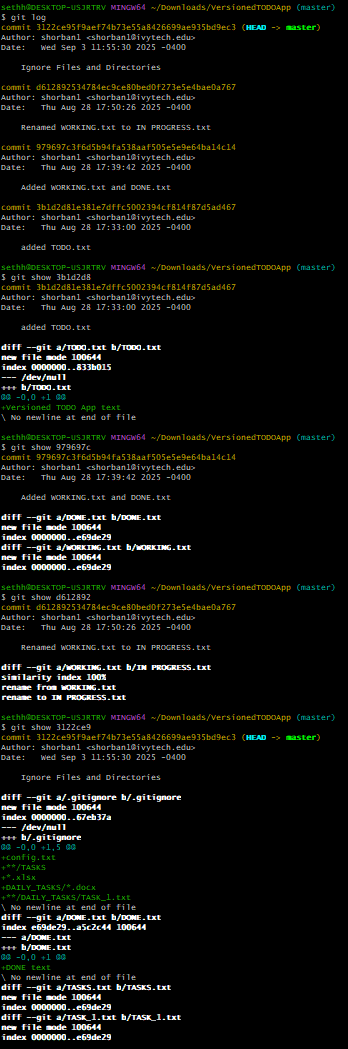 sethh@DESKTOP-USJRTRV MINGW64 ~/Downloads/VersionedTODOApp (master)
$ git log
commit 3122ce95f9aef74b73e55a8426699ae935bd9ec3 (HEAD -> master)
Author: shorban1 <shorban1@ivytech.edu>
Date:   Wed Sep 3 11:55:30 2025 -0400

    Ignore Files and Directories

commit d612892534784ec9ce80bed0f273e5e4bae0a767
Author: shorban1 <shorban1@ivytech.edu>
Date:   Thu Aug 28 17:50:26 2025 -0400

    Renamed WORKING.txt to IN PROGRESS.txt

commit 979697c3f6d5b94fa538aaf505e5e9e64ba14c14
Author: shorban1 <shorban1@ivytech.edu>
Date:   Thu Aug 28 17:39:42 2025 -0400

    Added WORKING.txt and DONE.txt

commit 3b1d2d81e381e7dffc5002394cf814f87d5ad467
Author: shorban1 <shorban1@ivytech.edu>
Date:   Thu Aug 28 17:33:00 2025 -0400

    added TODO.txt

sethh@DESKTOP-USJRTRV MINGW64 ~/Downloads/VersionedTODOApp (master)
$ git show 3b1d2d8
commit 3b1d2d81e381e7dffc5002394cf814f87d5ad467
Author: shorban1 <shorban1@ivytech.edu>
Date:   Thu Aug 28 17:33:00 2025 -0400

    added TODO.txt

diff --git a/TODO.txt b/TODO.txt
new file mode 100644
index 0000000..833b015
--- /dev/null
+++ b/TODO.txt
@@ -0,0 +1 @@
+Versioned TODO App text
\ No newline at end of file

sethh@DESKTOP-USJRTRV MINGW64 ~/Downloads/VersionedTODOApp (master)
$ git show 979697c
commit 979697c3f6d5b94fa538aaf505e5e9e64ba14c14
Author: shorban1 <shorban1@ivytech.edu>
Date:   Thu Aug 28 17:39:42 2025 -0400

    Added WORKING.txt and DONE.txt

diff --git a/DONE.txt b/DONE.txt
new file mode 100644
index 0000000..e69de29
diff --git a/WORKING.txt b/WORKING.txt
new file mode 100644
index 0000000..e69de29

sethh@DESKTOP-USJRTRV MINGW64 ~/Downloads/VersionedTODOApp (master)
$ git show d612892
commit d612892534784ec9ce80bed0f273e5e4bae0a767
Author: shorban1 <shorban1@ivytech.edu>
Date:   Thu Aug 28 17:50:26 2025 -0400

    Renamed WORKING.txt to IN PROGRESS.txt

diff --git a/WORKING.txt b/IN PROGRESS.txt
similarity index 100%
rename from WORKING.txt
rename to IN PROGRESS.txt

sethh@DESKTOP-USJRTRV MINGW64 ~/Downloads/VersionedTODOApp (master)
$ git show 3122ce9
commit 3122ce95f9aef74b73e55a8426699ae935bd9ec3 (HEAD -> master)
Author: shorban1 <shorban1@ivytech.edu>
Date:   Wed Sep 3 11:55:30 2025 -0400

    Ignore Files and Directories

diff --git a/.gitignore b/.gitignore
new file mode 100644
index 0000000..67eb37a
--- /dev/null
+++ b/.gitignore
@@ -0,0 +1,5 @@
+config.txt
+**/TASKS
+*.xlsx
+DAILY_TASKS/*.docx
+**/DAILY_TASKS/TASK_1.txt
\ No newline at end of file
diff --git a/DONE.txt b/DONE.txt
index e69de29..a5c2c44 100644
--- a/DONE.txt
+++ b/DONE.txt
@@ -0,0 +1 @@
+DONE text
\ No newline at end of file
diff --git a/TASKS.txt b/TASKS.txt
new file mode 100644
index 0000000..e69de29
diff --git a/TASK_1.txt b/TASK_1.txt
new file mode 100644
index 0000000..e69de29